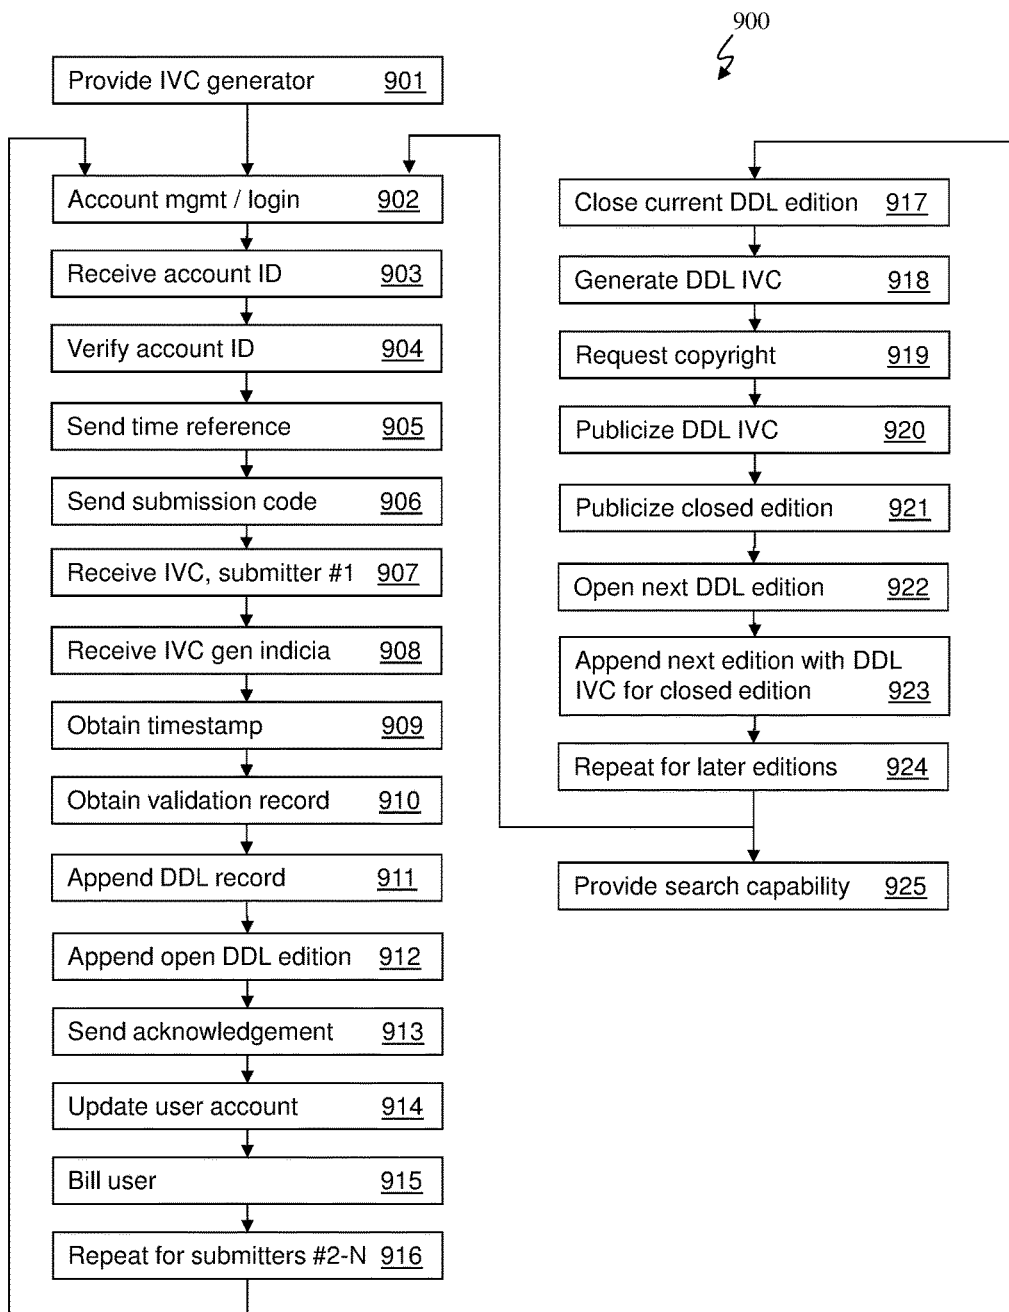 900
Provide IVC generator 901
Account mgmt / login 902
Receive account ID 903
Verify account ID 904
Send time reference 905
Send submission code 906
Receive IVC, submitter #1 907
Receive IVC gen indicia 908
Obtain timestamp 909
Obtain validation record 910
Append DDL record 911
Append open DDL edition 912
Send acknowledgement 913
Update user account 914
Bill user 915
Repeat for submitters #2-N 916
Close current DDL edition 917
Generate DDL IVC 918
Request copyright 919
Publicize DDL IVC 920
Publicize closed edition 921
Open next DDL edition 922
Append next edition with DDL
IVC for closed edition 923
Repeat for later editions 924
Provide search capability 925